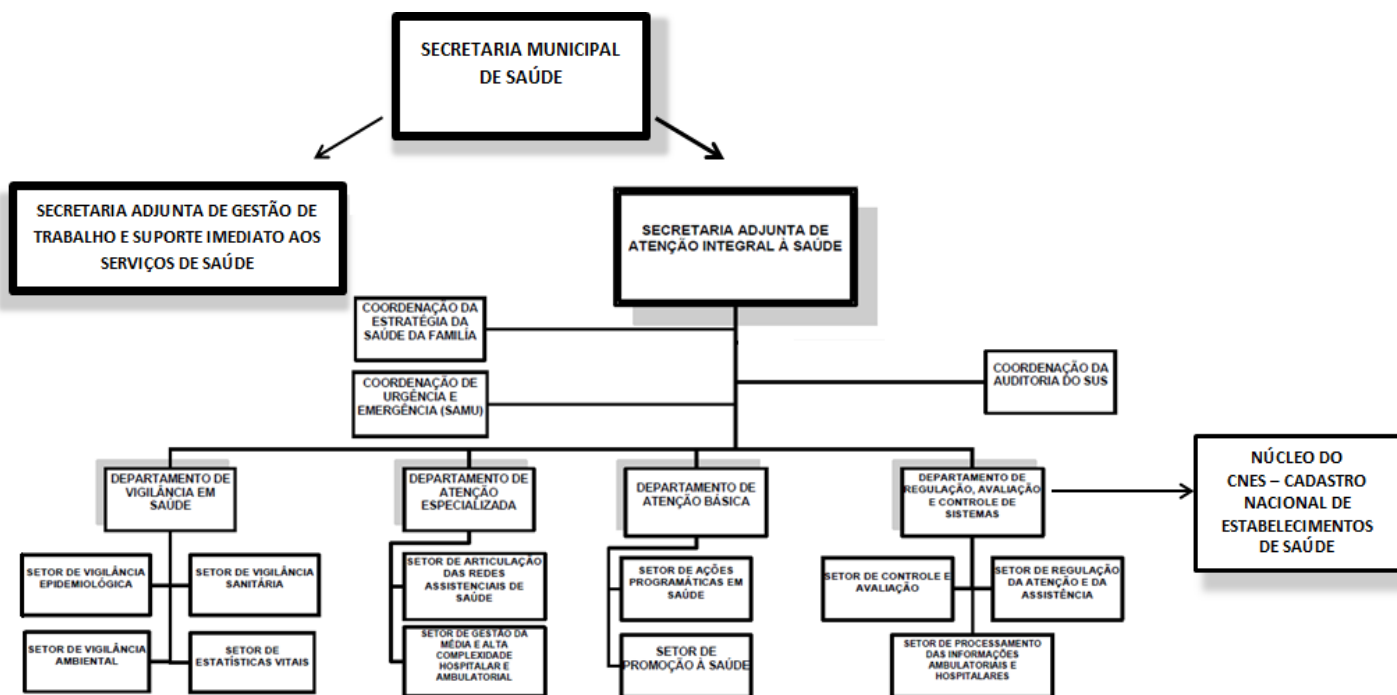 SECRETARIA MUNICIPAL
DE SAÚDE
SECRETARIA ADJUNTA DE GESTÃO DE
TRABALHO E SUPORTE IMEDIATO AOS
SERVIÇOS DE SAÚDE
SECRETARIA ADJUNTA DE
ATENÇÃO INTEGRAL À SAÚDE
COORDENAÇÃO DA
ESTRATÉGIA DA
SAÚDE DA FAMILÍA
COORDENAÇÃO DA
AUDITORIA DO SUS
COORDENAÇÃO DE
URGÊNCIA E
EMERGÊNCIA (SAMU)
DEPARTAMENTO DE
VIGILÂNCIA EM
SAÚDE
DEPARTAMENTO DE
ATENÇÃO
ESPECIALIZADA
DEPARTAMENTO DE
ATENÇÃO BÁSICA
DEPARTAMENTO DE
REGULAÇÃO, AVALIAÇÃO
E CONTROLE DE
SISTEMAS
NÚCLEO DO
CNES – CADASTRO
NACIONAL DE
ESTABELECIMENTOS
DE SAÚDE
SETOR DE VIGILÂNCIA
EPIDEMIOLÓGICA
SETOR DE VIGILÂNCIA
SANITÁRIA
SETOR DE ARTICULAÇÃO
DAS REDES
ASSISTENCIAIS DE
SAÚDE
SETOR DE AÇÕES
PROGRAMÁTICAS EM
SAÚDE
SETOR DE CONTROLE E
AVALIAÇÃO
SETOR DE REGULAÇÃO
DA ATENÇÃO E DA
ASSISTÊNCIA
SETOR DE VIGILÂNCIA
AMBIENTAL
SETOR DE
ESTATÍSTICAS VITAIS
SETOR DE GESTÃO DA
MÉDIA E ALTA
COMPLEXIDADE
HOSPITALAR E
AMBULATORIAL
SETOR DE
PROMOÇÃO À SAÚDE
SETOR DE PROCESSAMENTO
DAS INFORMAÇÕES
AMBULATORIAIS E
HOSPITALARES